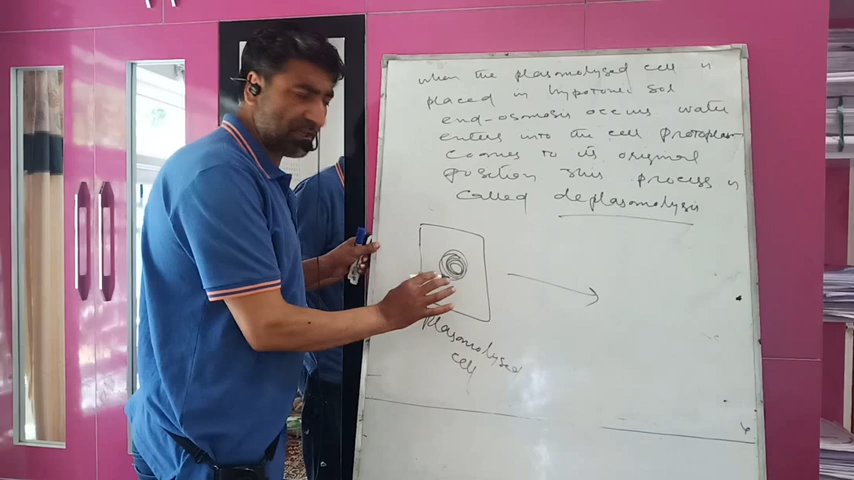 when the plasmolysed cell is
placed in hypotonic sol
end-osmosis occurs water
enters into the cell protoplast
comes to its original
position this process is
called deplasmolysis
plasmolysed
cell